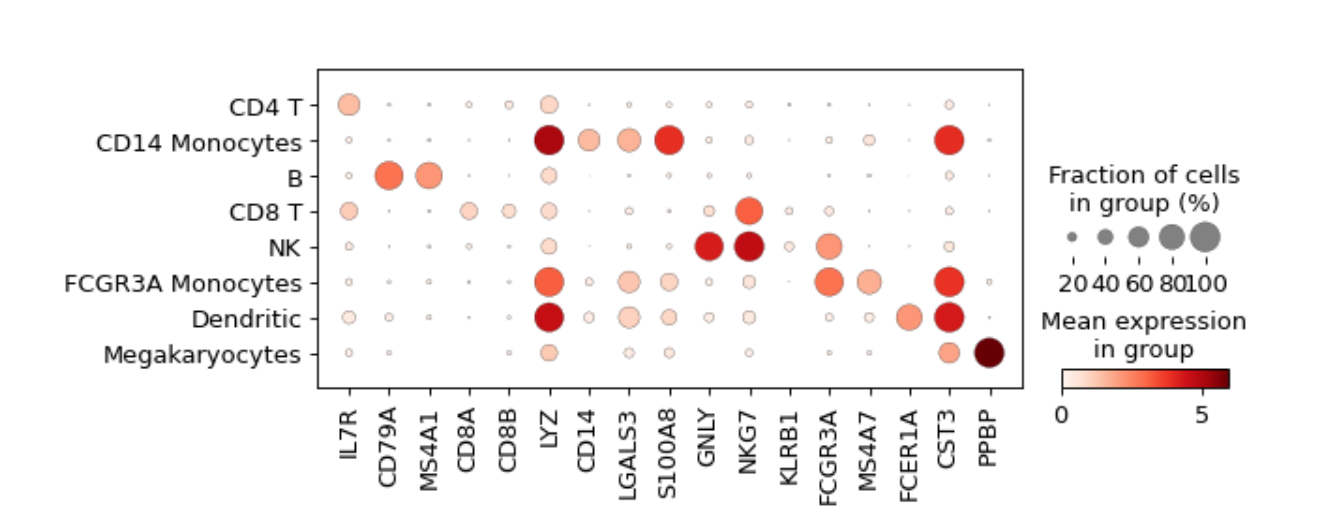 CD4 T
CD14 Monocytes
B
CD8 T
NK
FCGR3A Monocytes
Dendritic
Megakaryocytes
IL7R
CD79A
MS4A1
CD8A
CD8B
LYZ
CD14
LGALS3
S100A8
GNLY
NKG7
KLRB1
FCGR3A
MS4A7
FCER1A
CST3
PPBP
Fraction of cells
in group (%)
20 40 60 80 100
Mean expression
in group
0 5